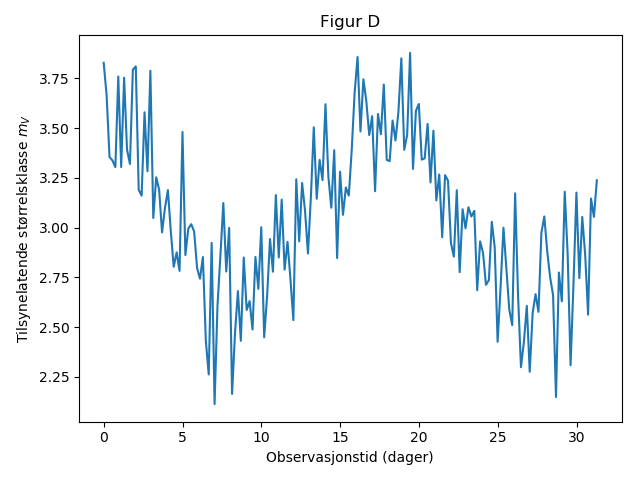 Figur D
Tilsynelatende størrelsklasse $m_V$
3.75
3.50
3.25
3.00
2.75
2.50
2.25
0 5 10 15 20 25 30
Observasjonstid (dager)